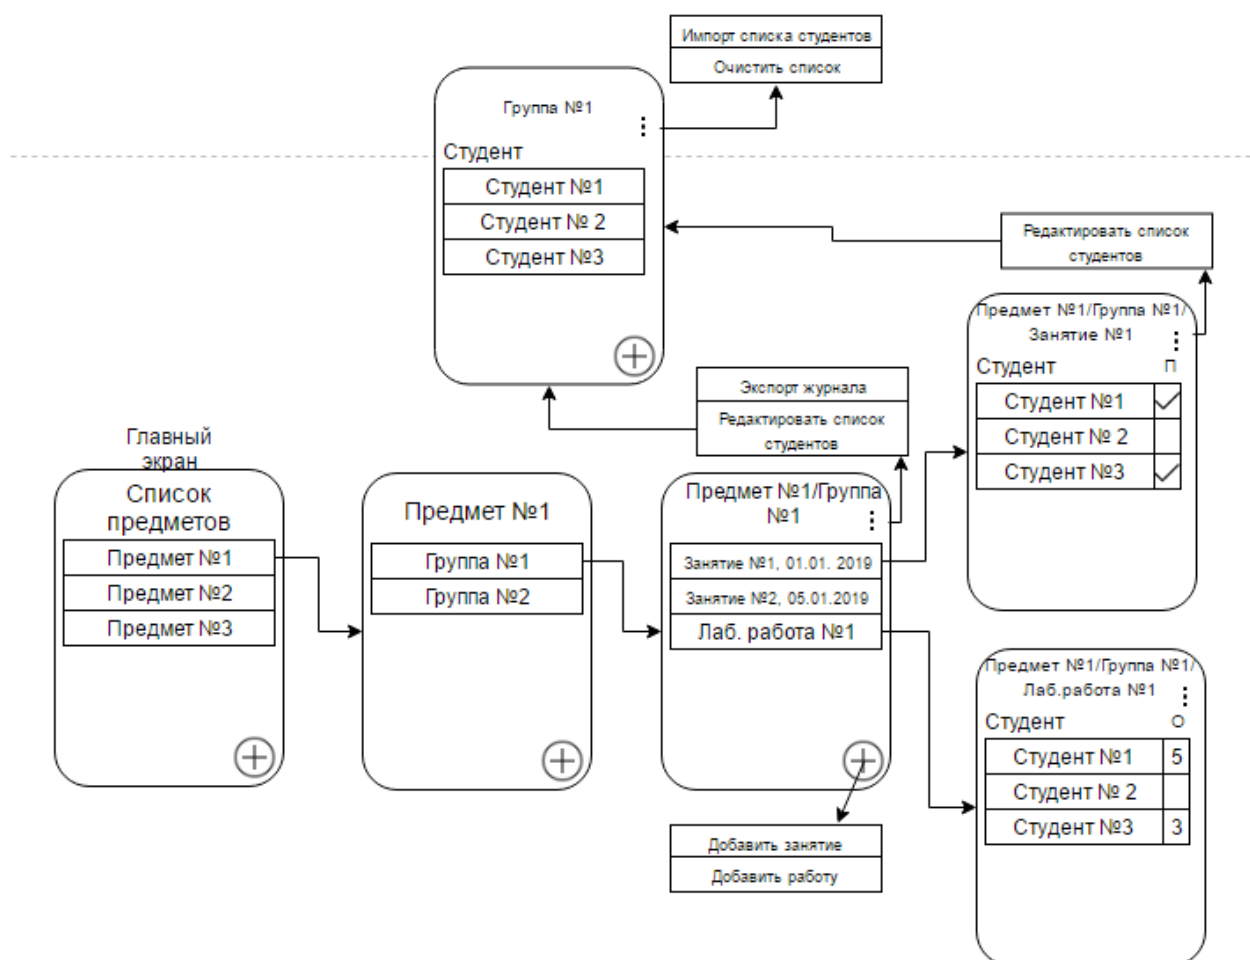 Импорт списка студентов
Очистить список
Группа №1
Студент
Студент №1
Студент № 2
Студент №3
Редактировать список
студентов
Предмет №1/Группа №1/
Занятие №1
Студент П
Студент №1
Студент № 2
Студент №3
Экспорт журнала
Редактировать список
студентов
Главный
экран
Список
предметов
Предмет №1
Предмет №2
Предмет №3
Предмет №1
Группа №1
Группа №2
Предмет №1/Группа
№1
Занятие №1, 01.01. 2019
Занятие №2, 05.01.2019
Лаб. работа №1
Добавить занятие
Добавить работу
Предмет №1/Группа №1/
Лаб.работа №1
Студент О
Студент №1 5
Студент № 2
Студент №3 3